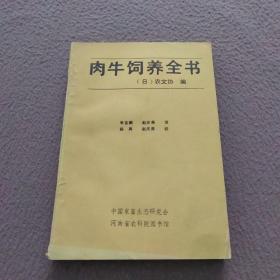 肉牛饲养全书
（日）农文协 编
中国家畜生态研究会
河南省农科院图书馆